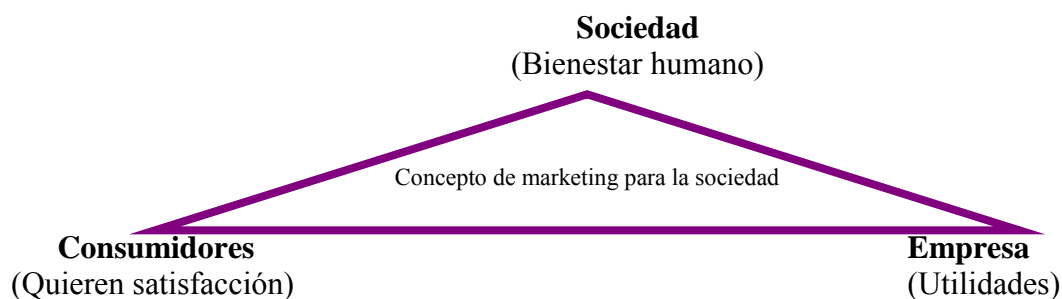 Sociedad
(Bienestar humano)
Concepto de marketing para la sociedad
Consumidores
(Quieren satisfacción)
Empresa
(Utilidades)